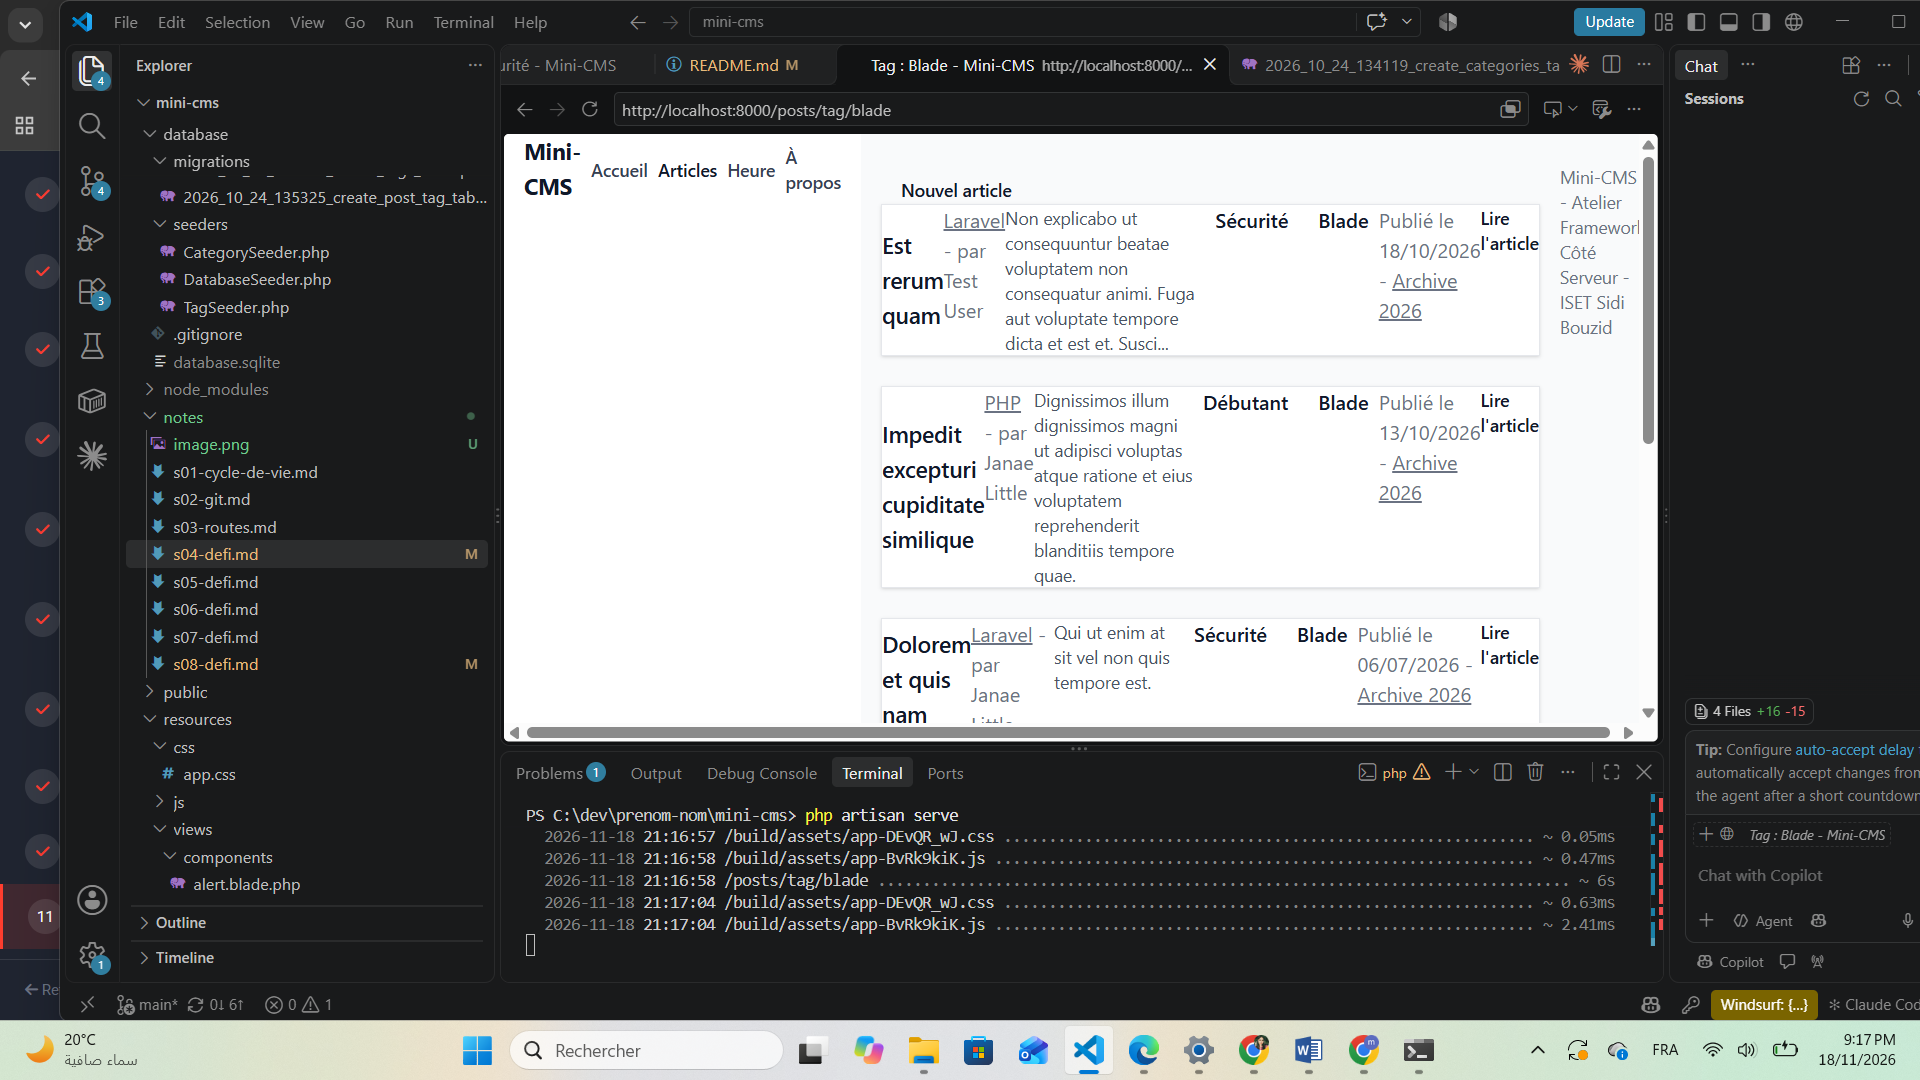 File Edit Selection View Go Run Terminal Help
mini-cms
Update
Explorer
urité - Mini-CMS
README.md M
Tag : Blade - Mini-CMS http://localhost:8000/...
2026_10_24_134119_create_categories_ta
Chat
http://localhost:8000/posts/tag/blade
Sessions
4
mini-cms
database
migrations
2026_10_24_135325_create_post_tag_tab...
seeders
CategorySeeder.php
DatabaseSeeder.php
TagSeeder.php
.gitignore
database.sqlite
node_modules
notes
image.png U
s01-cycle-de-vie.md
s02-git.md
s03-routes.md
s04-defi.md M
s05-defi.md
s06-defi.md
s07-defi.md
s08-defi.md M
public
resources
css
app.css
js
views
components
alert.blade.php
Outline
Timeline
4
3
1
11
Re
Mini-
CMS
Accueil Articles Heure
À
propos
Nouvel article
Est
rerum
quam
Laravel
- par
Test
User
Non explicabo ut
consequuntur beatae
voluptatem non
consequatur animi. Fuga
aut voluptate tempore
dicta et est et. Susci...
Sécurité
Blade
Publié le
18/10/2026
- Archive
2026
Lire
l'article
Impedit
excepturi
cupiditate
similique
PHP
- par
Janae
Little
Dignissimos illum
dignissimos magni
ut adipisci voluptas
atque ratione et eius
voluptatem
reprehenderit
blanditiis tempore
quae.
Débutant
Blade
Publié le
13/10/2026
- Archive
2026
Lire
l'article
Dolorem
et quis
nam
Laravel -
par
Janae
Little
Qui ut enim at
sit vel non quis
tempore est.
Sécurité
Blade
Publié le
06/07/2026 -
Archive 2026
Lire
l'article
Mini-CMS
- Atelier
Framework
Côté
Serveur -
ISET Sidi
Bouzid
Problems 1 Output Debug Console Terminal Ports
php
PS C:\dev\prenom-nom\mini-cms> php artisan serve
2026-11-18 21:16:57 /build/assets/app-DEvQR_wJ.css ~ 0.05ms
2026-11-18 21:16:58 /build/assets/app-BvRk9kiK.js ~ 0.47ms
2026-11-18 21:16:58 /posts/tag/blade ~ 6s
2026-11-18 21:17:04 /build/assets/app-DEvQR_wJ.css ~ 0.63ms
2026-11-18 21:17:04 /build/assets/app-BvRk9kiK.js ~ 2.41ms
4 Files +16 -15
Tip: Configure auto-accept delay
automatically accept changes from
the agent after a short countdown
Tag : Blade - Mini-CMS
Chat with Copilot
Agent
Copilot
main* 0↓ 6↑ 0 1
Windsurf: {...}
Claude Cod
20°C
سماء صافية
Rechercher
FRA
9:17 PM
18/11/2026